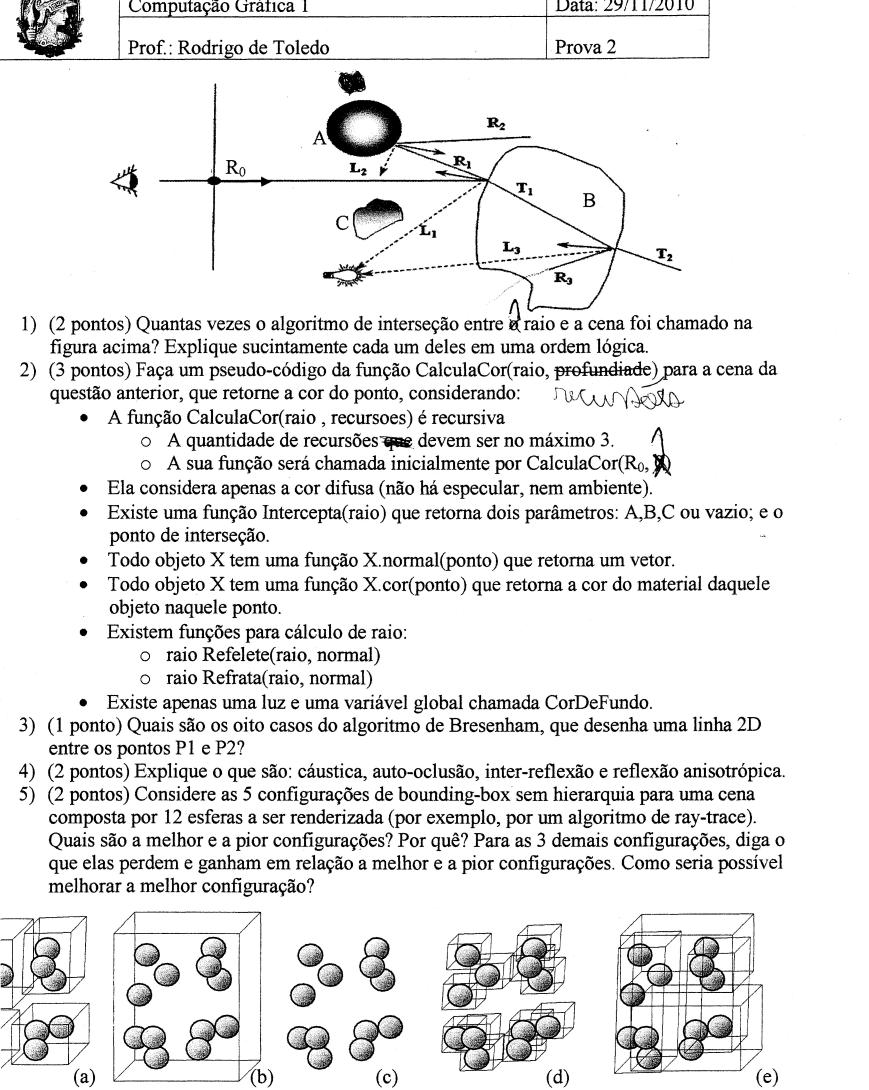 Computação Gráfica 1
Data: 29/11/2010
Prof.: Rodrigo de Toledo
Prova 2
A
R₂
R₀
L₂
R₁
T₁
B
C
L₁
L₃
T₂
R₃
1) (2 pontos) Quantas vezes o algoritmo de interseção entre raio e a cena foi chamado na
figura acima? Explique sucintamente cada um deles em uma ordem lógica.
2) (3 pontos) Faça um pseudo-código da função CalculaCor(raio, profundiade) para a cena da
questão anterior, que retorne a cor do ponto, considerando:
recursões
• A função CalculaCor(raio , recursoes) é recursiva
o A quantidade de recursões que devem ser no máximo 3.
o A sua função será chamada inicialmente por CalculaCor(R₀,
• Ela considera apenas a cor difusa (não há especular, nem ambiente).
• Existe uma função Intercepta(raio) que retorna dois parâmetros: A,B,C ou vazio; e o
ponto de interseção.
• Todo objeto X tem uma função X.normal(ponto) que retorna um vetor.
• Todo objeto X tem uma função X.cor(ponto) que retorna a cor do material daquele
objeto naquele ponto.
• Existem funções para cálculo de raio:
o raio Refelete(raio, normal)
o raio Refrata(raio, normal)
• Existe apenas uma luz e uma variável global chamada CorDeFundo.
3) (1 ponto) Quais são os oito casos do algoritmo de Bresenham, que desenha uma linha 2D
entre os pontos P1 e P2?
4) (2 pontos) Explique o que são: cáustica, auto-oclusão, inter-reflexão e reflexão anisotrópica.
5) (2 pontos) Considere as 5 configurações de bounding-box sem hierarquia para uma cena
composta por 12 esferas a ser renderizada (por exemplo, por um algoritmo de ray-trace).
Quais são a melhor e a pior configurações? Por quê? Para as 3 demais configurações, diga o
que elas perdem e ganham em relação a melhor e a pior configurações. Como seria possível
melhorar a melhor configuração?
(a) (b) (c) (d) (e)